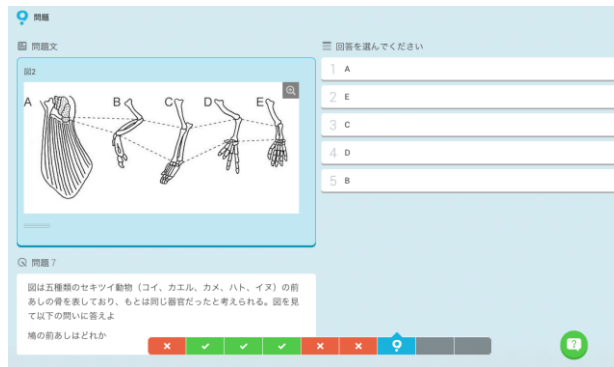 問題
問題文
図2
A B C D E
問題7
図は五種類のセキツイ動物（コイ、カエル、カメ、ハト、イヌ）の前
あしの骨を表しており、もとは同じ器官だったと考えられる。図を見
て以下の問いに答えよ
鳩の前あしはどれか
回答を選んでください
1 A
2 E
3 C
4 D
5 B